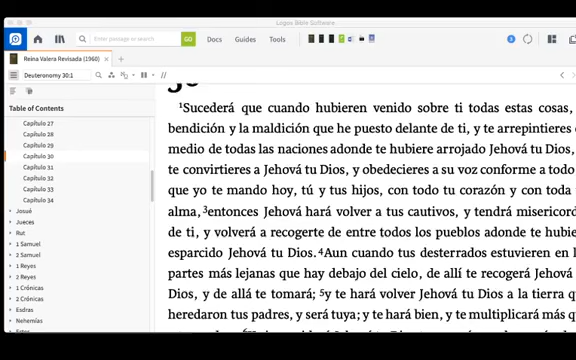 Logos Bible Software
Enter passage or search
GO
Docs
Guides
Tools
3
Reina Valera Revisada (1960)
Deuteronomy 30:1
Table of Contents
Capítulo 27
Capítulo 28
Capítulo 29
Capítulo 30
Capítulo 31
Capítulo 32
Capítulo 33
Capítulo 34
Josué
Jueces
Rut
1 Samuel
2 Samuel
1 Reyes
2 Reyes
1 Crónicas
2 Crónicas
Esdras
Nehemías
30
1Sucederá que cuando hubieren venido sobre ti todas estas cosas,
bendición y la maldición que he puesto delante de ti, y te arrepintieres
medio de todas las naciones adonde te hubiere arrojado Jehová tu Dios,
te convirtieres a Jehová tu Dios, y obedecieres a su voz conforme a todo
que yo te mando hoy, tú y tus hijos, con todo tu corazón y con toda
alma, 3entonces Jehová hará volver a tus cautivos, y tendrá misericord
de ti, y volverá a recogerte de entre todos los pueblos adonde te hubie
esparcido Jehová tu Dios. 4Aun cuando tus desterrados estuvieren en l
partes más lejanas que hay debajo del cielo, de allí te recogerá Jehová
Dios, y de allá te tomará; 5y te hará volver Jehová tu Dios a la tierra q
heredaron tus padres, y será tuya; y te hará bien, y te multiplicará más q